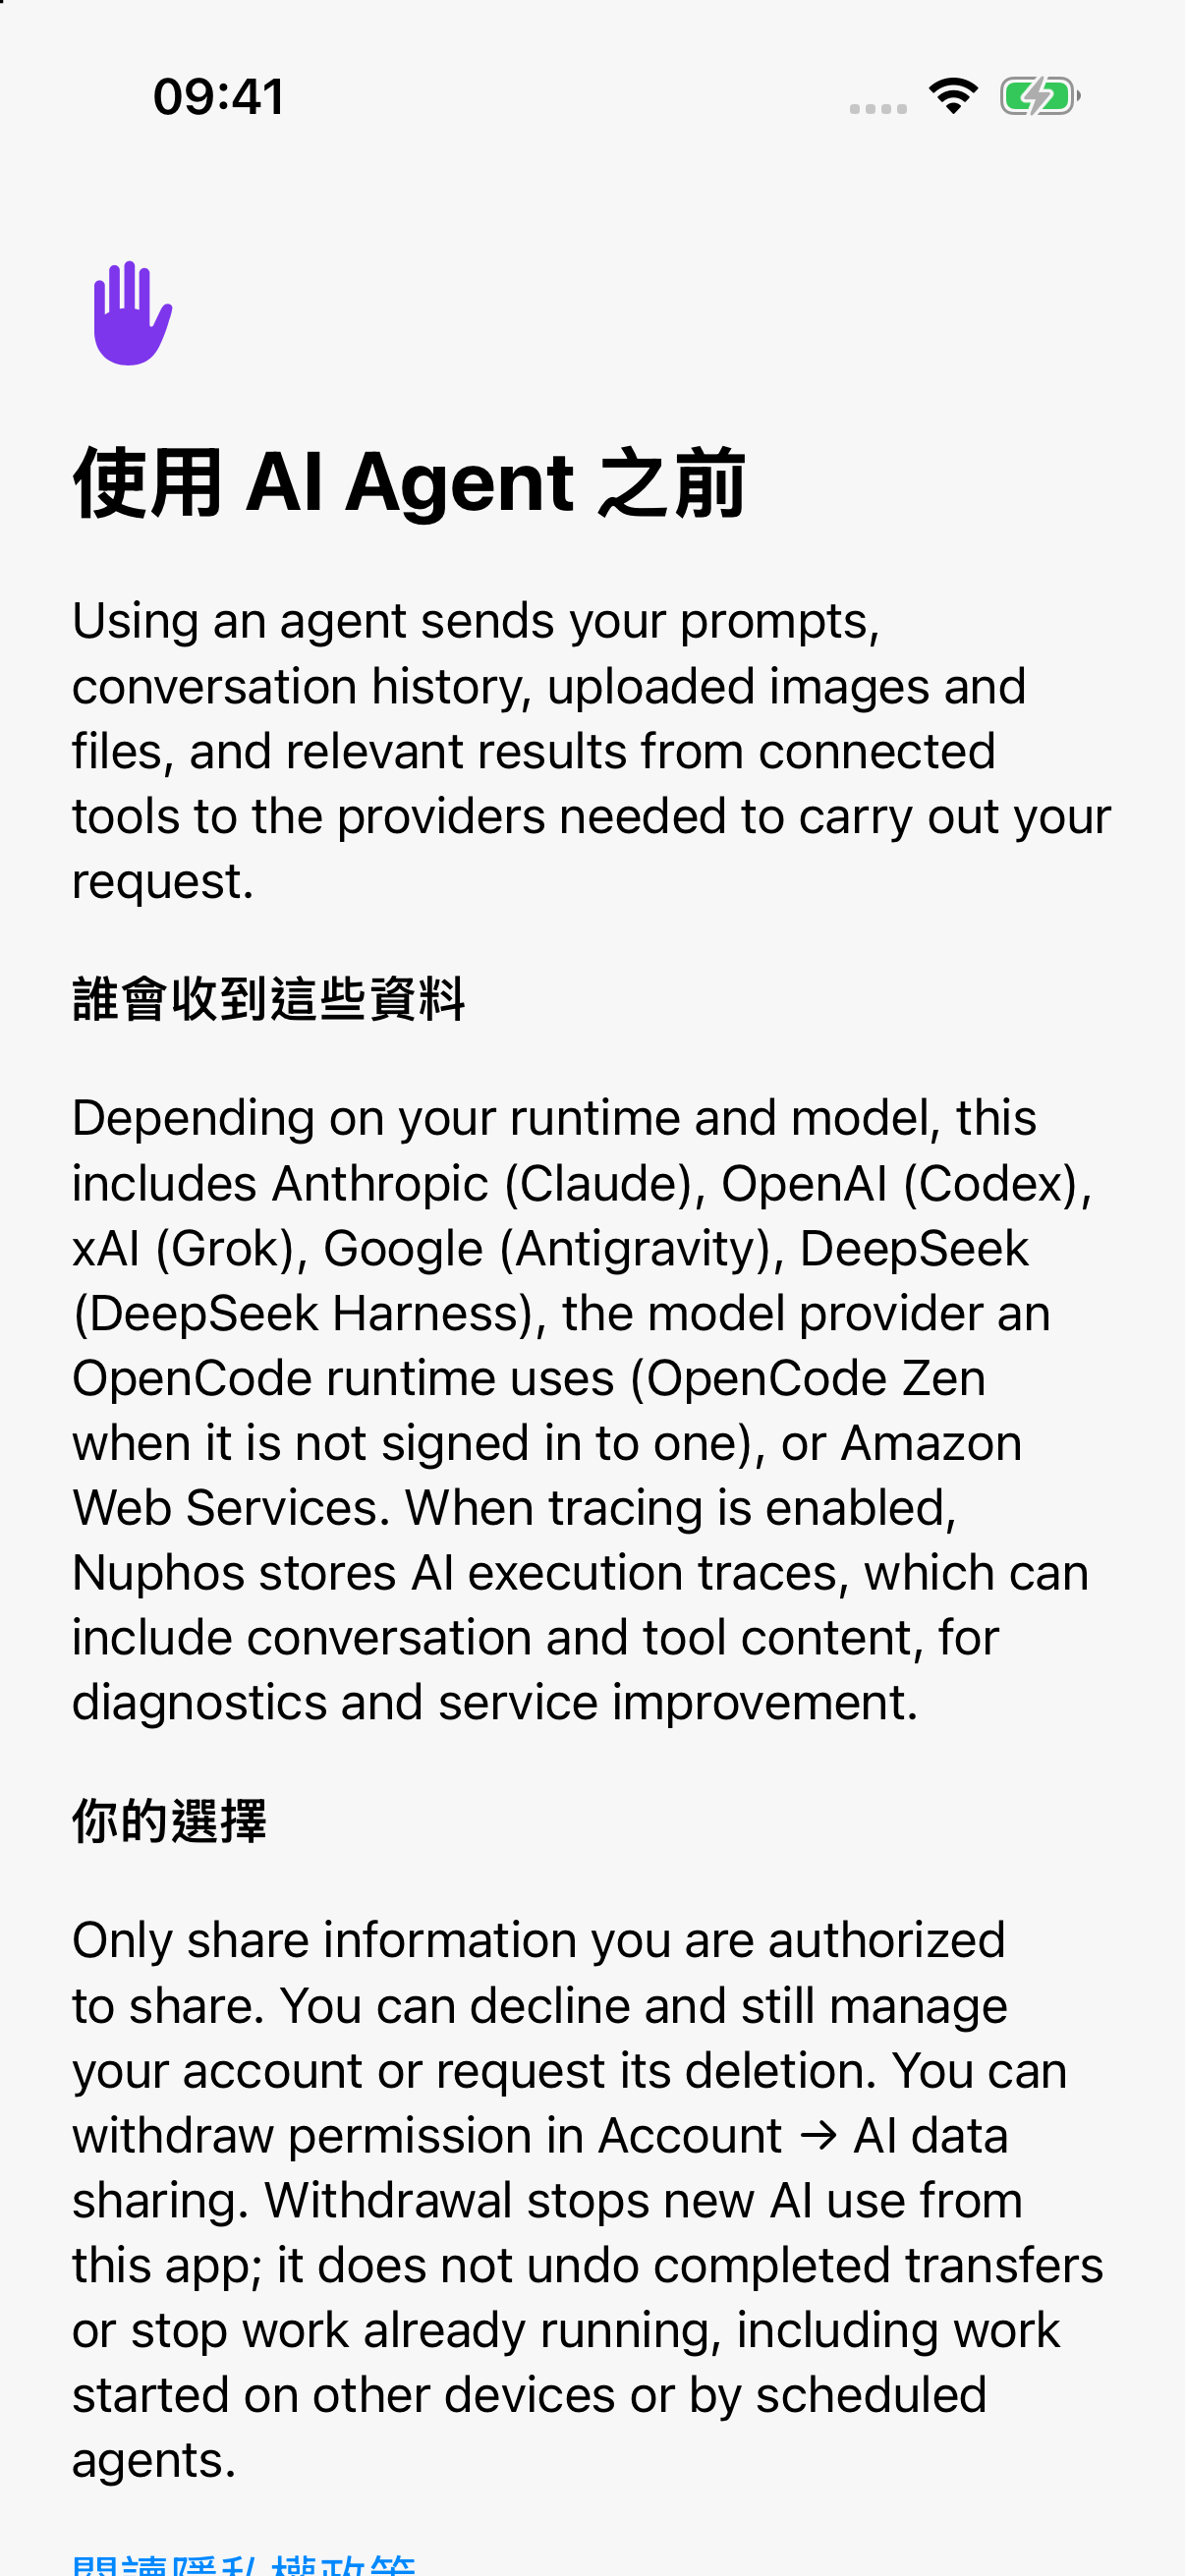 09:41
使用 AI Agent 之前
Using an agent sends your prompts,
conversation history, uploaded images and
files, and relevant results from connected
tools to the providers needed to carry out your
request.
誰會收到這些資料
Depending on your runtime and model, this
includes Anthropic (Claude), OpenAI (Codex),
xAI (Grok), Google (Antigravity), DeepSeek
(DeepSeek Harness), the model provider an
OpenCode runtime uses (OpenCode Zen
when it is not signed in to one), or Amazon
Web Services. When tracing is enabled,
Nuphos stores AI execution traces, which can
include conversation and tool content, for
diagnostics and service improvement.
你的選擇
Only share information you are authorized
to share. You can decline and still manage
your account or request its deletion. You can
withdraw permission in Account → AI data
sharing. Withdrawal stops new AI use from
this app; it does not undo completed transfers
or stop work already running, including work
started on other devices or by scheduled
agents.
閱讀隱私權政策